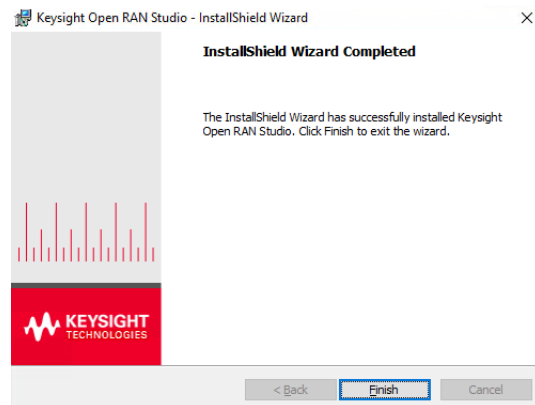 Keysight Open RAN Studio - InstallShield Wizard
InstallShield Wizard Completed
The InstallShield Wizard has successfully installed Keysight
Open RAN Studio. Click Finish to exit the wizard.
KEYSIGHT
TECHNOLOGIES
< Back
Finish
Cancel